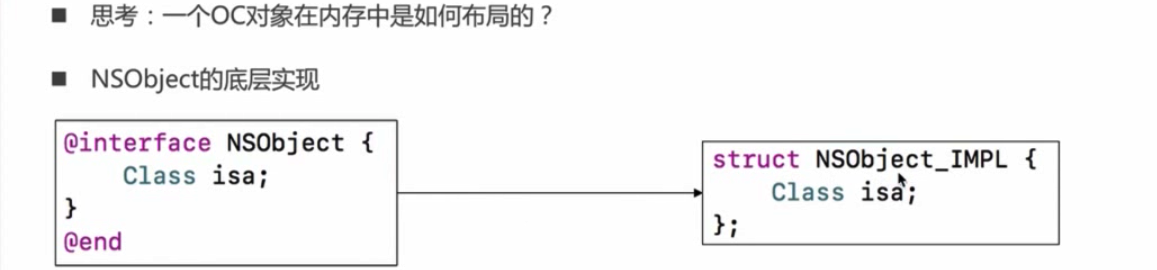 ■ 思考：一个OC对象在内存中是如何布局的？
■ NSObject的底层实现
@interface NSObject {
    Class isa;
}
@end
struct NSObject_IMPL {
    Class isa;
};